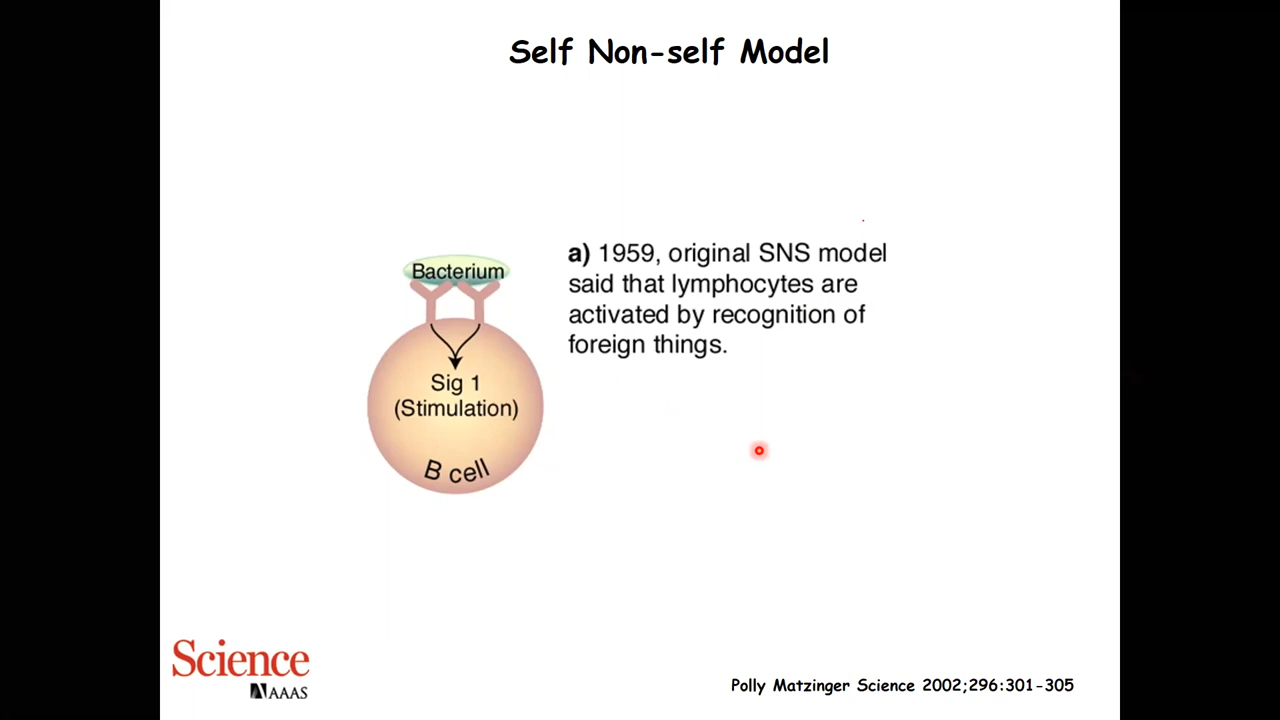 Self Non-self Model
Bacterium
Sig 1
(Stimulation)
B cell
a) 1959, original SNS model
said that lymphocytes are
activated by recognition of
foreign things.
Science
AAAS
Polly Matzinger Science 2002;296:301-305